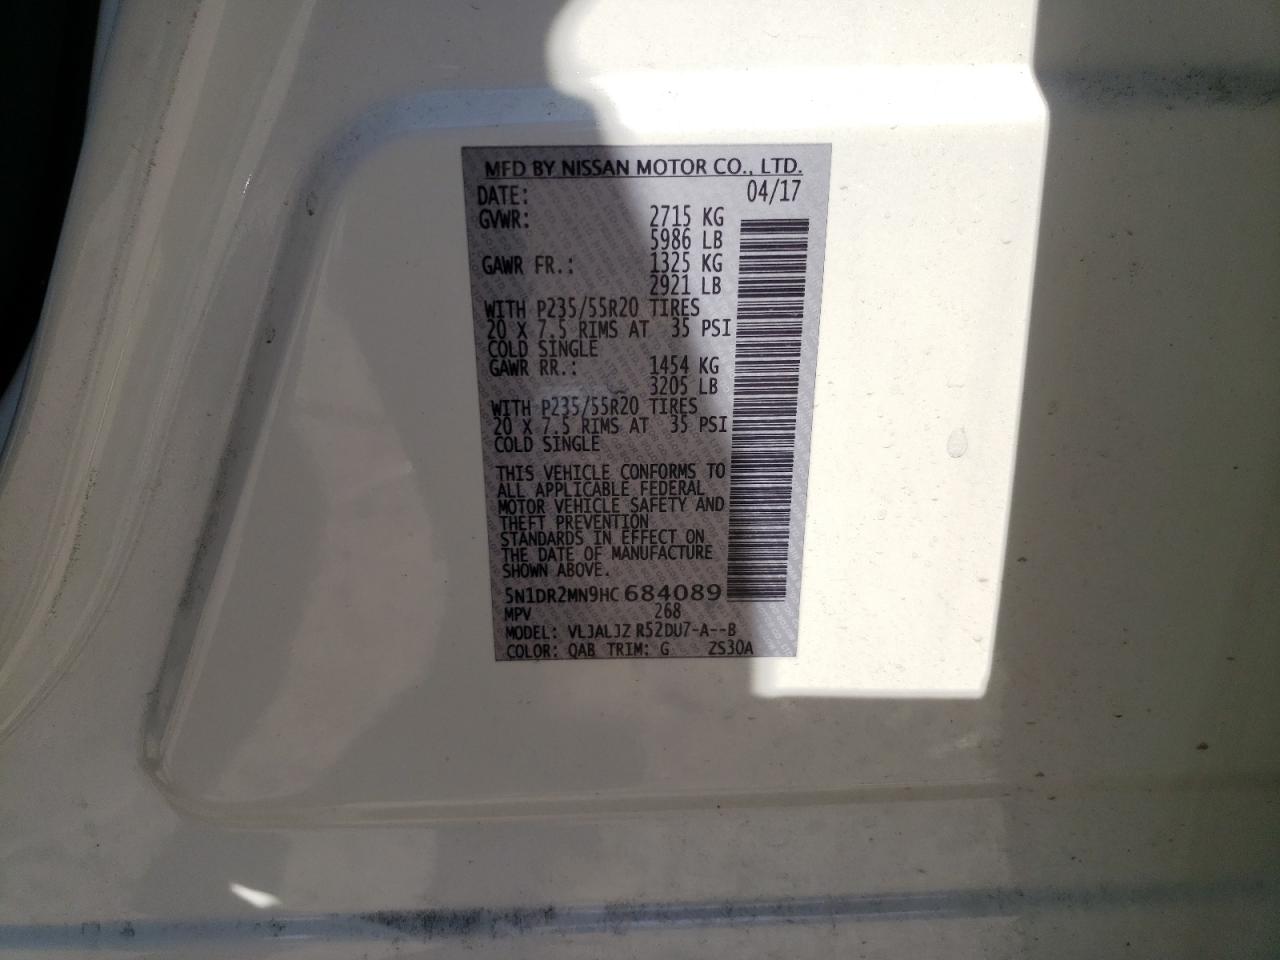 MFD BY NISSAN MOTOR CO., LTD.
DATE: 04/17
GVWR: 2715 KG
5986 LB
GAWR FR.: 1325 KG
2921 LB
WITH P235/55R20 TIRES
20 X 7.5 RIMS AT 35 PSI
COLD SINGLE
GAWR RR.: 1454 KG
3205 LB
WITH P235/55R20 TIRES
20 X 7.5 RIMS AT 35 PSI
COLD SINGLE
THIS VEHICLE CONFORMS TO
ALL APPLICABLE FEDERAL
MOTOR VEHICLE SAFETY AND
THEFT PREVENTION
STANDARDS IN EFFECT ON
THE DATE OF MANUFACTURE
SHOWN ABOVE.
5N1DR2MN9HC684089
MPV 268
MODEL: VLJALJZ R52DU7-A--B
COLOR: QAB TRIM: G ZS30A